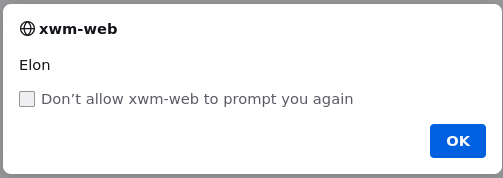 xwm-web
Elon
Don’t allow xwm-web to prompt you again
OK